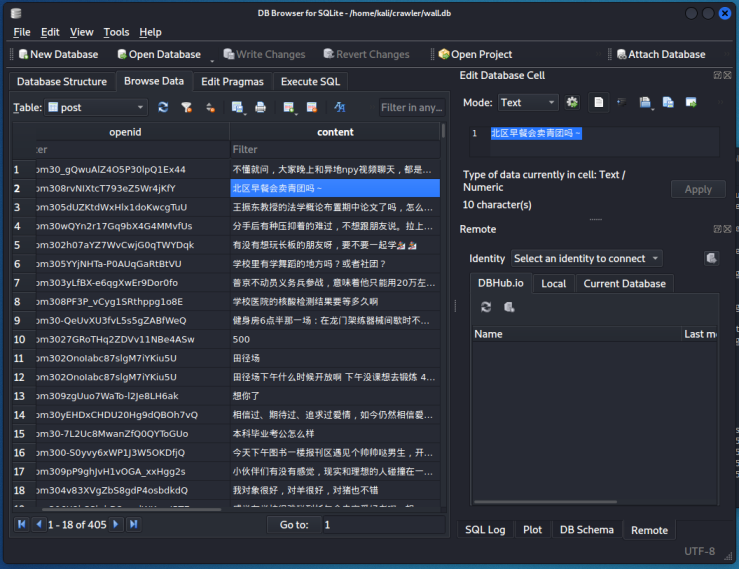 DB Browser for SQLite - /home/kali/crawler/wall.db
File Edit View Tools Help
New Database Open Database Write Changes Revert Changes Open Project Attach Database
Database Structure Browse Data Edit Pragmas Execute SQL
Table: post Filter in any...
openid content
Filter
1 om30_gQwuAlZ4O5P30lpQ1Ex44 不懂就问，大家晚上和异地npy视频聊天，都是...
2 om308rvNIXtcT793eZ5Wr4jKfY 北区早餐会卖青团吗～
3 om305dUZKtdWxHlx1doKwcgTuU 王振东教授的法学概论布置期中论文了吗，怎么...
4 om30wQYn2r17Gq9bX4G4MMvfUs 分手后有种压抑着的难过，不想跟朋友说。拉上...
5 om302h07aYZ7WvCwjG0qTWYDqk 有没有想玩长板的朋友呀，要不要一起学🏂🏂
6 om305YYjNHTa-P0AUqGaRtBtVU 学校里有学舞蹈的地方吗？或者社团？
7 om303yLfBX-e6qgXwEr9Dor0fo 普京不动员义务兵参战，意味着他只能用20万左...
8 om308PF3P_vCyg1SRthppg1o8E 学校医院的核酸检测结果要等多久啊
9 om30-QeUvXU3fvL5s5gZABfWeQ 健身房6点半那一场：在龙门架练器械间歇时不...
10 om3027GRoTHq2ZDVv11NBe4ASw 500
11 om302OnoIabc87slgM7iYKiu5U 田径场
12 om302OnoIabc87slgM7iYKiu5U 田径场下午什么时候开放啊 下午没课想去锻炼 4...
13 om309zgUuo7WaTo-l2Je8LH6ak 想你了
14 om30yEHDxCHDU20Hg9dQBOh7vQ 相信过、期待过、追求过爱情，如今仍然相信爱...
15 om30-7L2Uc8MwanZfQ0QYToGUo 本科毕业考公怎么样
16 om300-S0yvy6xWP1J3W5OKDfjQ 今天下午图书一楼报刊区遇见个帅帅哒男生，开...
17 om309pP9ghJvH1vOGA_xxHgg2s 小伙伴们有没有感觉，现实和理想的人碰撞在一...
18 om304v83XVgZbS8gdP4osbdkdQ 我对象很好，对羊很好，对猪也不错
1 - 18 of 405 Go to: 1
Edit Database Cell
Mode: Text
1 北区早餐会卖青团吗～
Type of data currently in cell: Text /
Numeric
10 character(s)
Apply
Remote
Identity Select an identity to connect
DBHub.io Local Current Database
Name Last m
SQL Log Plot DB Schema Remote
UTF-8